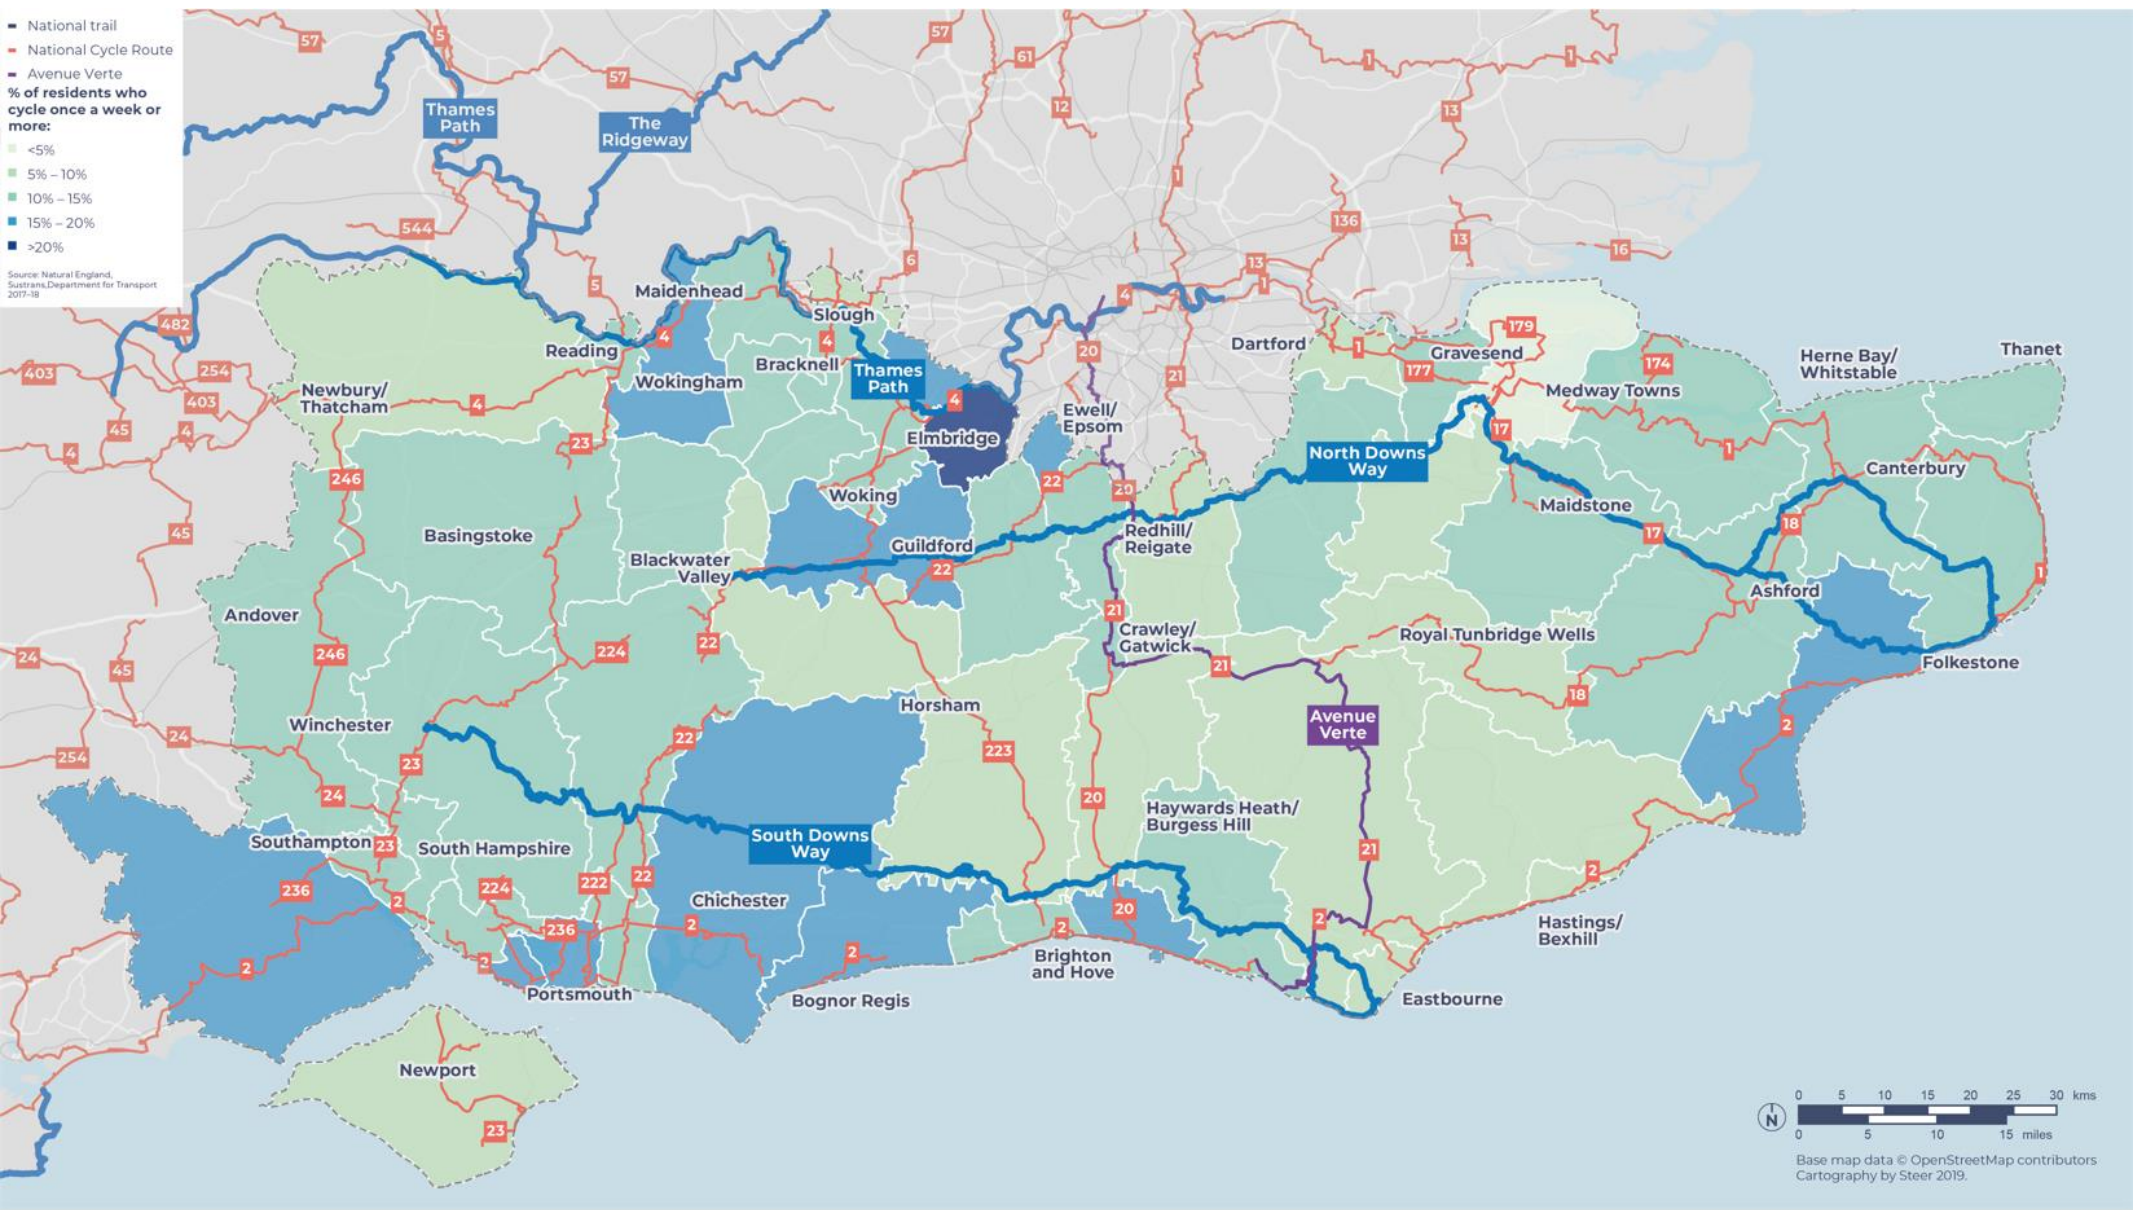 National trail
National Cycle Route
Avenue Verte
% of residents who
cycle once a week or
more:
<5%
5% – 10%
10% – 15%
15% – 20%
>20%
Source: Natural England,
Sustrans,Department for Transport
2017–18
57
5
57
57
61
12
1
1
13
Thames
Path
The
Ridgeway
1
136
13
16
544
6
5
13
1
4
482
403
254
403
45
4
4
Maidenhead
Slough
4
4
Reading
Bracknell
Wokingham
Thames
Path
4
Elmbridge
20
21
Ewell/
Epsom
Dartford
1
177
Gravesend
179
174
Medway Towns
Herne Bay/
Whitstable
Thanet
Newbury/
Thatcham
4
23
246
22
20
North Downs
Way
17
1
Canterbury
Woking
Maidstone
45
Basingstoke
Blackwater
Valley
Guildford
22
Redhill/
Reigate
17
18
1
Ashford
Andover
246
224
22
21
Crawley/
Gatwick
21
Royal Tunbridge Wells
18
Folkestone
24
45
24
254
Winchester
23
24
22
Horsham
223
Avenue
Verte
2
20
Haywards Heath/
Burgess Hill
21
South Downs
Way
Southampton
23
South Hampshire
236
2
224
222
22
236
2
2
Portsmouth
Chichester
2
2
Bognor Regis
20
2
Brighton
and Hove
2
2
Hastings/
Bexhill
Eastbourne
Newport
23
0 5 10 15 20 25 30 kms
N
0 5 10 15 miles
Base map data © OpenStreetMap contributors
Cartography by Steer 2019.